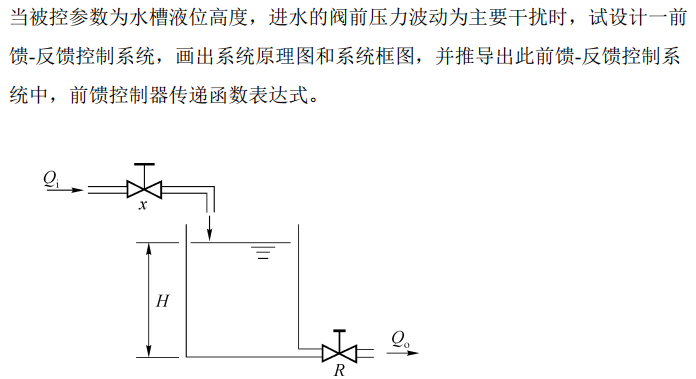 当被控参数为水槽液位高度，进水的阀前压力波动为主要干扰时，试设计一前
馈-反馈控制系统，画出系统原理图和系统框图，并推导出此前馈-反馈控制系
统中，前馈控制器传递函数表达式。
Qi
x
H
Qo
R